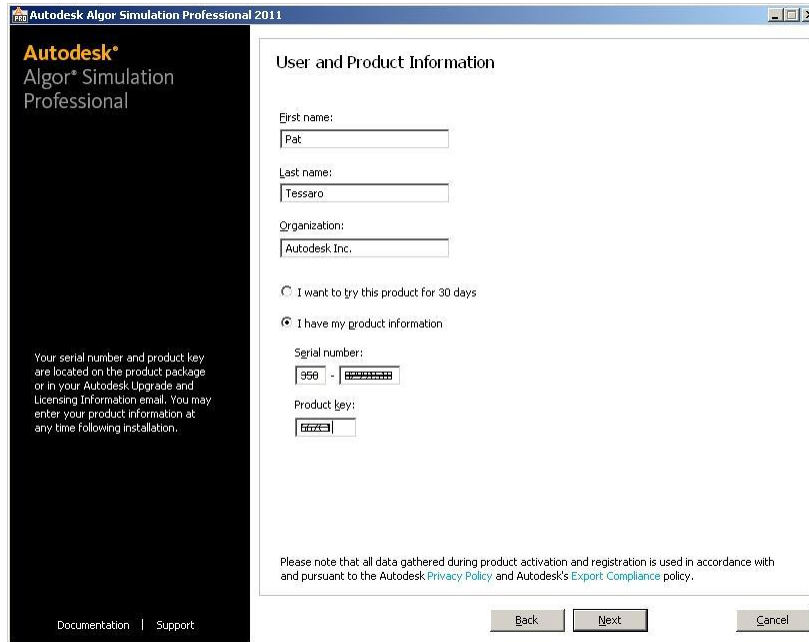 Autodesk Algor Simulation Professional 2011
Autodesk®
Algor® Simulation
Professional
User and Product Information
First name:
Pat
Last name:
Tessaro
Organization:
Autodesk Inc.
I want to try this product for 30 days
I have my product information
Serial number:
950 -
Product key:
Your serial number and product key
are located on the product package
or in your Autodesk Upgrade and
Licensing Information email. You may
enter your product information at
any time following installation.
Please note that all data gathered during product activation and registration is used in accordance with
and pursuant to the Autodesk Privacy Policy and Autodesk's Export Compliance policy.
Documentation | Support
Back
Next
Cancel